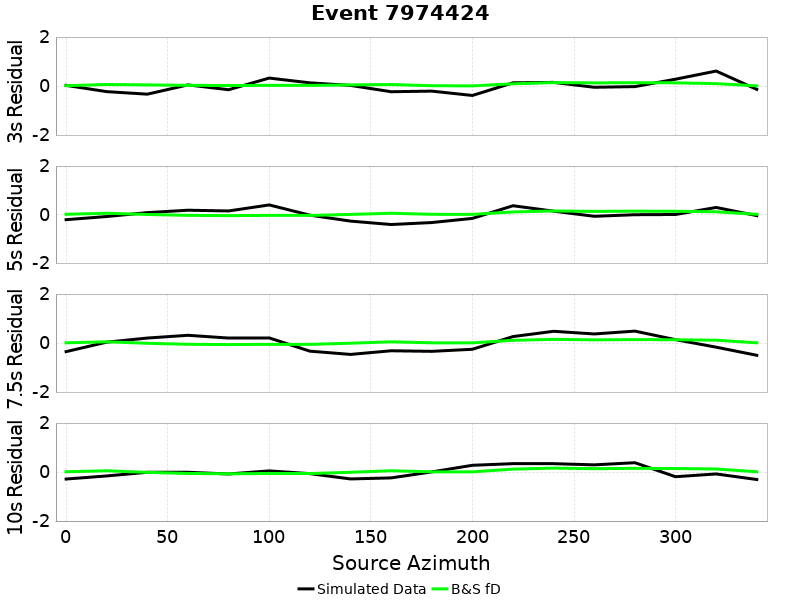 Event 7974424
3s Residual
2
0
-2
5s Residual
2
0
-2
7.5s Residual
2
0
-2
10s Residual
2
0
-2
0 50 100 150 200 250 300
Source Azimuth
Simulated Data B&S fD